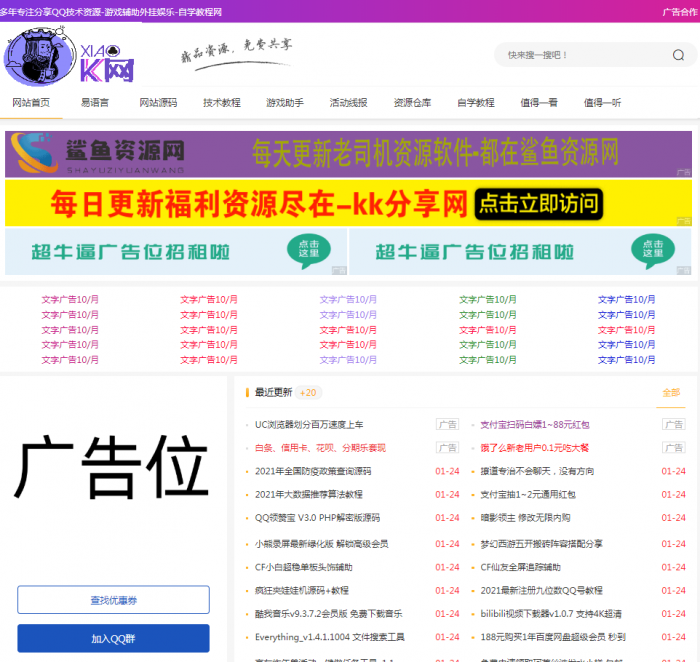 多年专注分享QQ技术资源-游戏辅助外挂娱乐-自学教程网
广告合作
XIAO
K网
精品资源，免费共享
快来搜一搜吧！
网站首页 易语言 网站源码 技术教程 游戏助手 活动线报 资源仓库 自学教程 值得一看 值得一听
鲨鱼资源网
SHAYUZIYUANWANG
每天更新老司机资源软件-都在鲨鱼资源网
广告
每日更新福利资源尽在-kk分享网 点击立即访问
广告
超牛逼广告位招租啦 点击这里 广告
超牛逼广告位招租啦 点击这里 广告
文字广告10/月 文字广告10/月 文字广告10/月 文字广告10/月 文字广告10/月
文字广告10/月 文字广告10/月 文字广告10/月 文字广告10/月 文字广告10/月
文字广告10/月 文字广告10/月 文字广告10/月 文字广告10/月 文字广告10/月
文字广告10/月 文字广告10/月 文字广告10/月 文字广告10/月 文字广告10/月
文字广告10/月 文字广告10/月 文字广告10/月 文字广告10/月 文字广告10/月
广告位
查找优惠券
加入QQ群
最近更新 +20 全部
UC浏览器划分百万速度上车 广告 支付宝扫码白嫖1~88元红包 广告
白条、信用卡、花呗、分期乐套现 广告 饿了么新老用户0.1元吃大餐 广告
2021年全国防疫政策查询源码 01-24 撩道专治不会聊天，没有方向 01-24
2021年大数据推荐算法教程 01-24 支付宝抽1~2元通用红包 01-24
QQ领赞宝 V3.0 PHP解密版源码 01-24 暗影领主 修改无限内购 01-24
小熊录屏最新绿化版 解锁高级会员 01-24 梦幻西游五开搬砖阵容搭配分享 01-24
CF小白超稳单板头饰辅助 01-24 CF仙友全屏追踪辅助 01-24
疯狂夹娃娃机源码+教程 01-24 2021最新注册九位数QQ号教程 01-24
酷我音乐v9.3.7.2会员版 免费下载音乐 01-24 bilibili视频下载器v1.0.7 支持4K超清 01-24
Everything_v1.4.1.1004 文件搜索工具 01-24 188元购买1年百度网盘超级会员 秒到 01-24